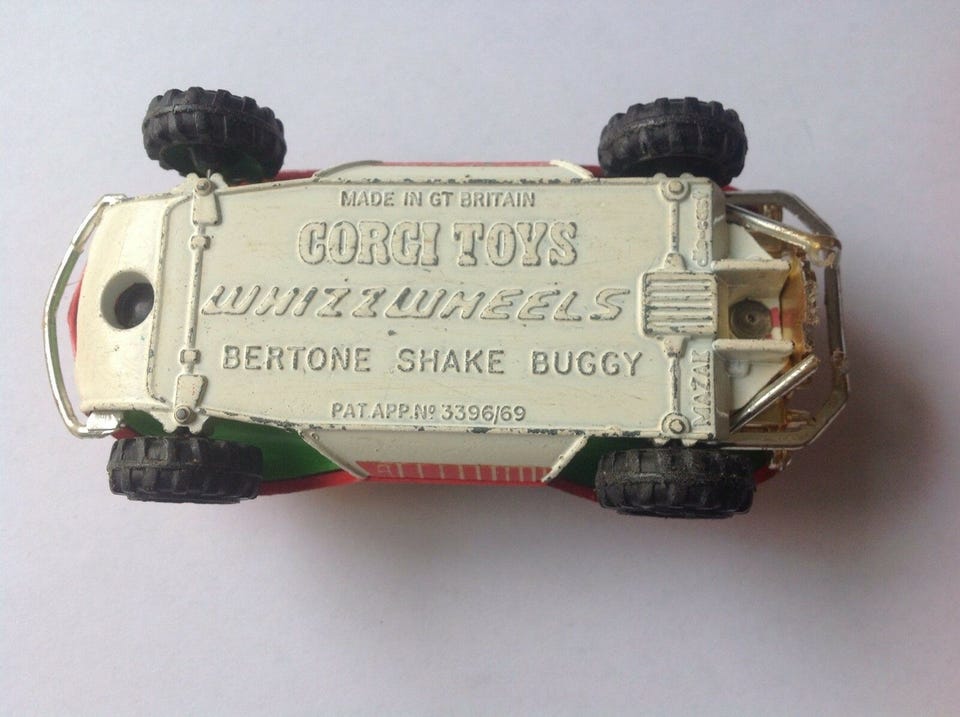 MADE IN GT BRITAIN
CORGI TOYS
WHIZZWHEELS
BERTONE SHAKE BUGGY
PAT.APP.Nº 3396/69
MAZAK